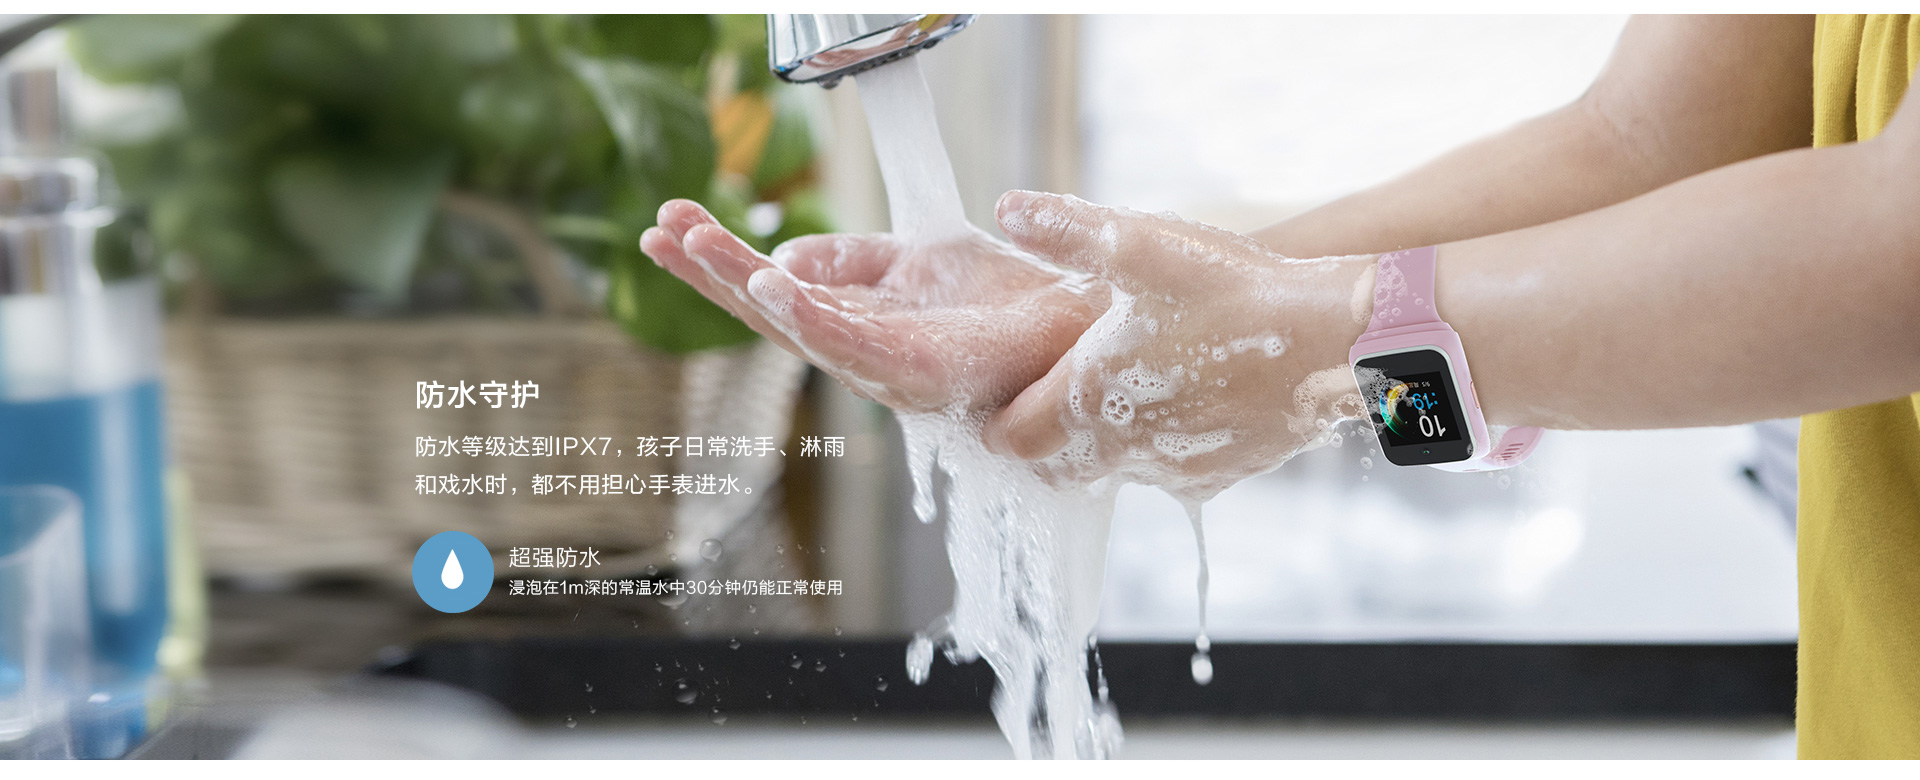 防水守护
防水等级达到IPX7，孩子日常洗手、淋雨
和戏水时，都不用担心手表进水。
超强防水
浸泡在1m深的常温水中30分钟仍能正常使用
10
:19